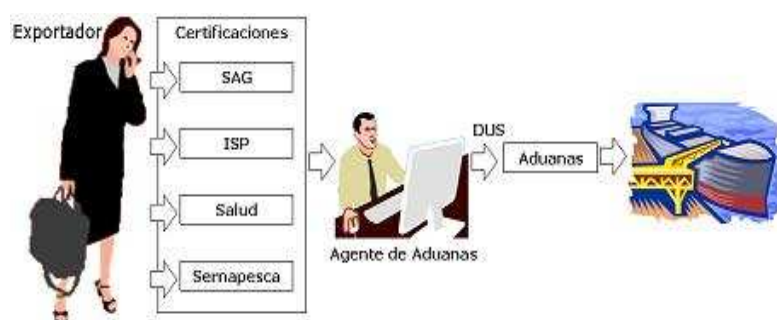 Exportador
Certificaciones
SAG
ISP
Salud
Sernapesca
Agente de Aduanas
DUS
Aduanas